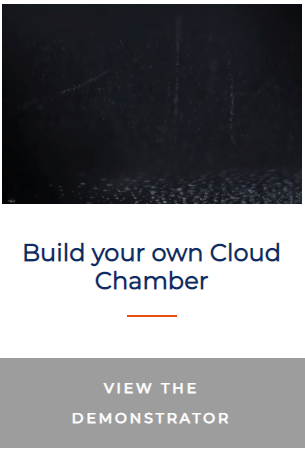 Build your own Cloud
Chamber
VIEW THE
DEMONSTRATOR